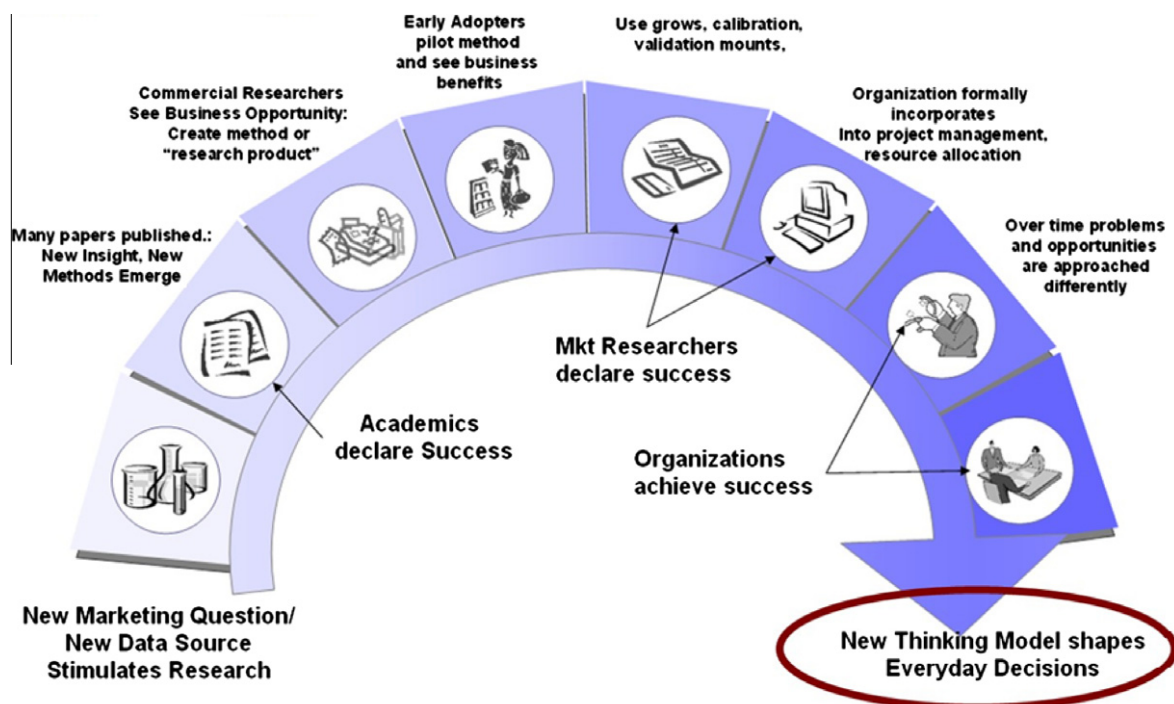 Early Adopters
pilot method
and see business
benefits
Use grows, calibration,
validation mounts,
Commercial Researchers
See Business Opportunity:
Create method or
“research product”
Organization formally
incorporates
Into project management,
resource allocation
Many papers published.:
New Insight, New
Methods Emerge
Over time problems
and opportunities
are approached
differently
Mkt Researchers
declare success
Academics
declare Success
Organizations
achieve success
New Marketing Question/
New Data Source
Stimulates Research
New Thinking Model shapes
Everyday Decisions